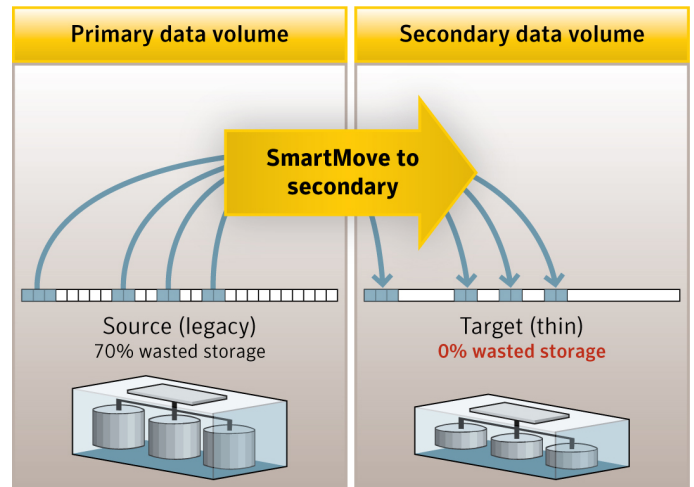 Primary data volume
Secondary data volume
SmartMove to
secondary
Source (legacy)
70% wasted storage
Target (thin)
0% wasted storage